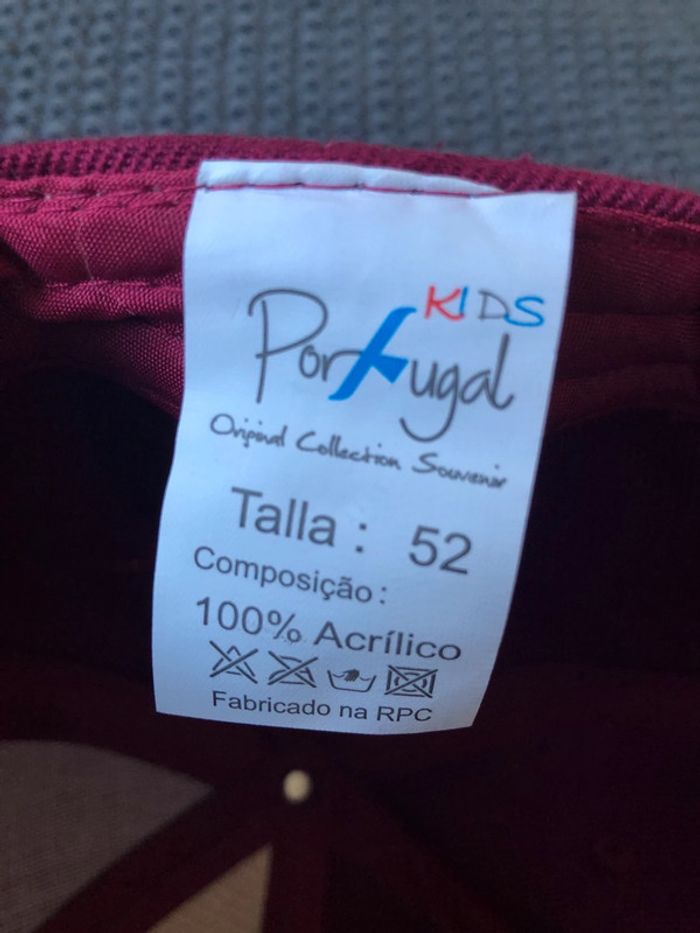 KIDS
Portugal
Original Collection Souvenir
Talla : 52
Composição :
100% Acrílico
Fabricado na RPC